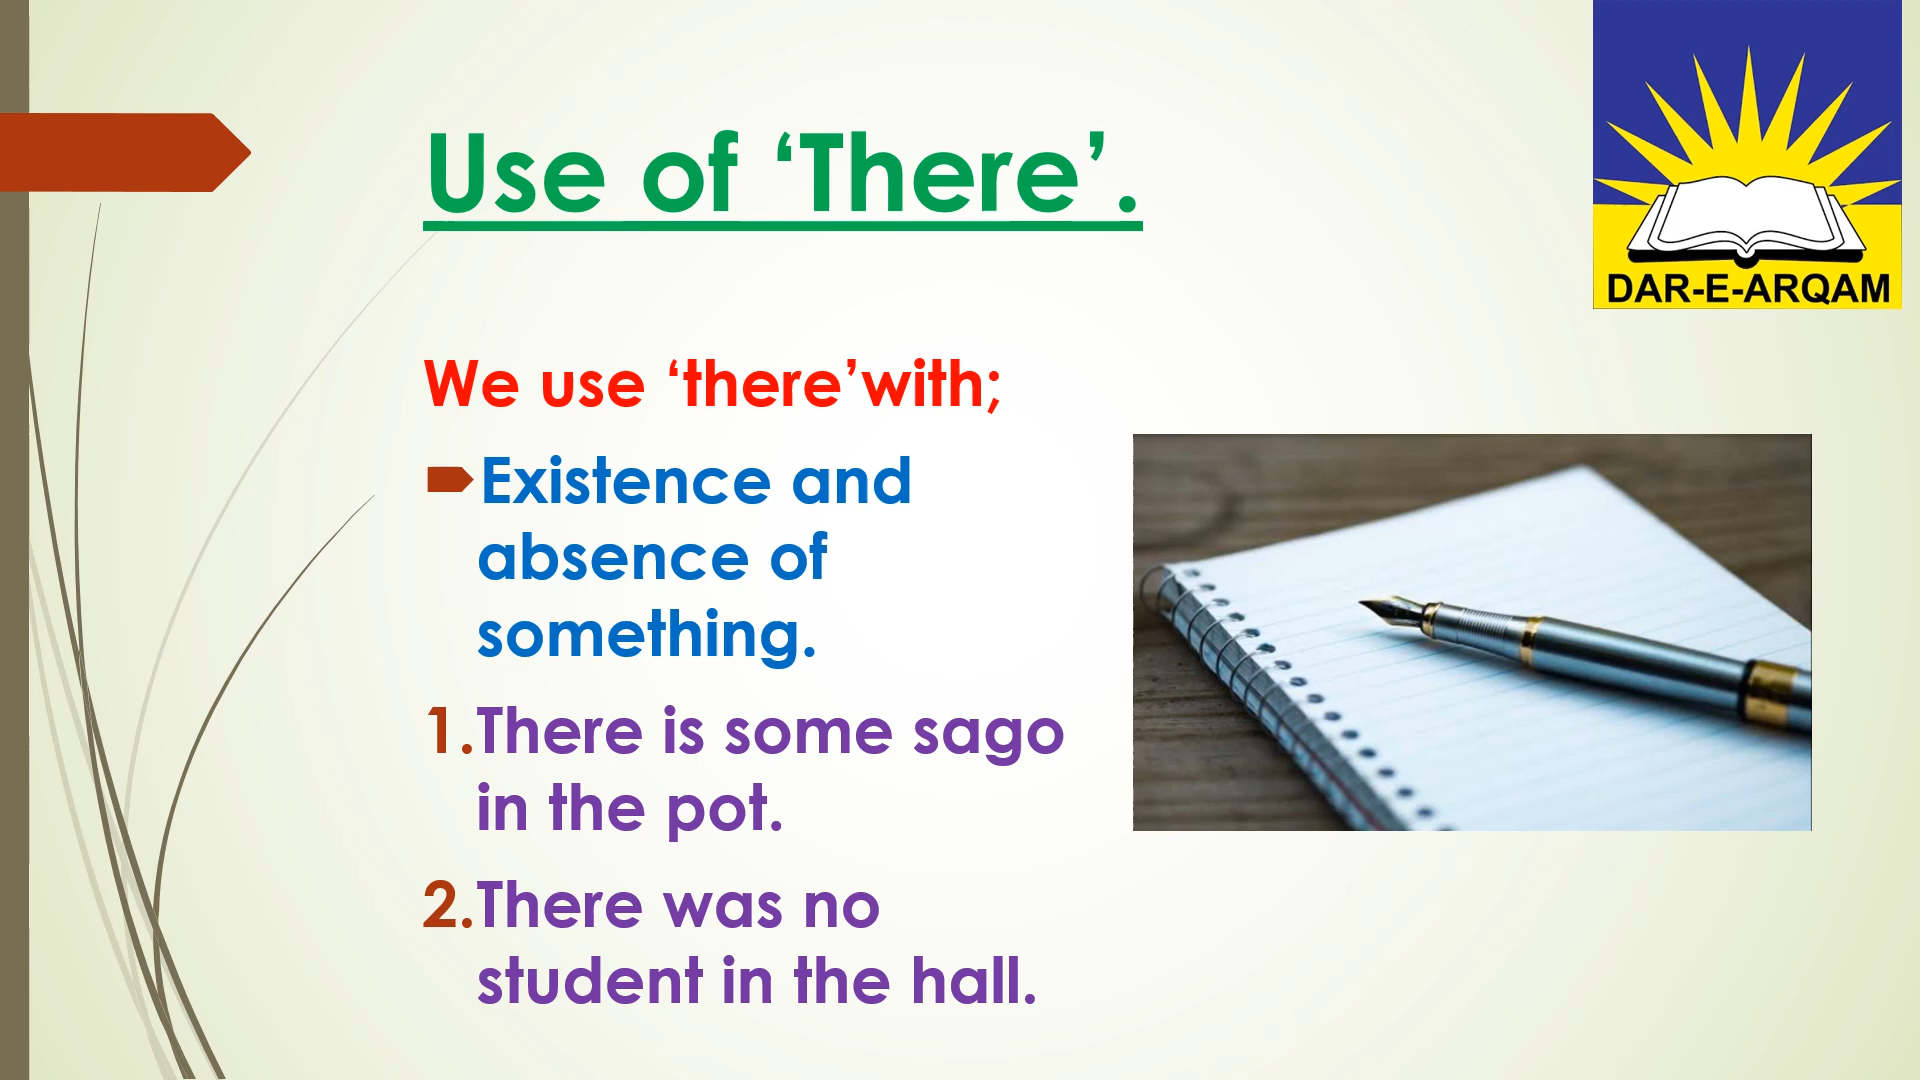 Use of ‘There’.
DAR-E-ARQAM
We use ‘there’with;
Existence and
absence of
something.
1.There is some sago
in the pot.
2.There was no
student in the hall.